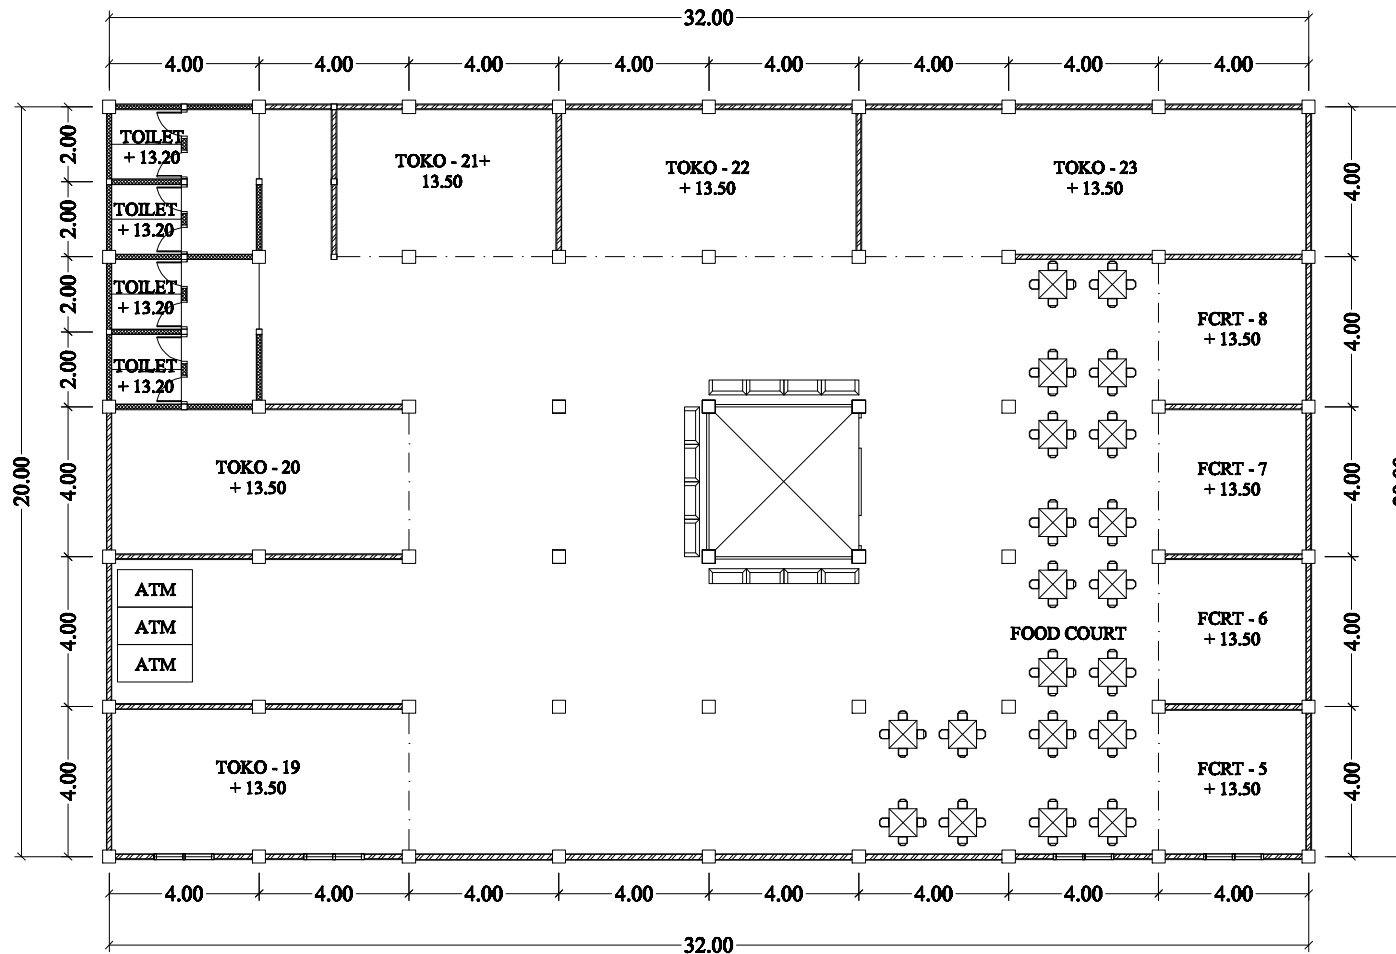 32.00
4.00 4.00 4.00 4.00 4.00 4.00 4.00 4.00
2.00
2.00
2.00
2.00
4.00
4.00
4.00
20.00
TOILET
+ 13.20
TOILET
+ 13.20
TOILET
+ 13.20
TOILET
+ 13.20
TOKO - 21+
13.50
TOKO - 22
+ 13.50
TOKO - 23
+ 13.50
FCRT - 8
+ 13.50
TOKO - 20
+ 13.50
FCRT - 7
+ 13.50
ATM
ATM
ATM
FOOD COURT
FCRT - 6
+ 13.50
TOKO - 19
+ 13.50
FCRT - 5
+ 13.50
4.00
4.00
4.00
4.00
4.00
4.00 4.00 4.00 4.00 4.00 4.00 4.00 4.00
32.00